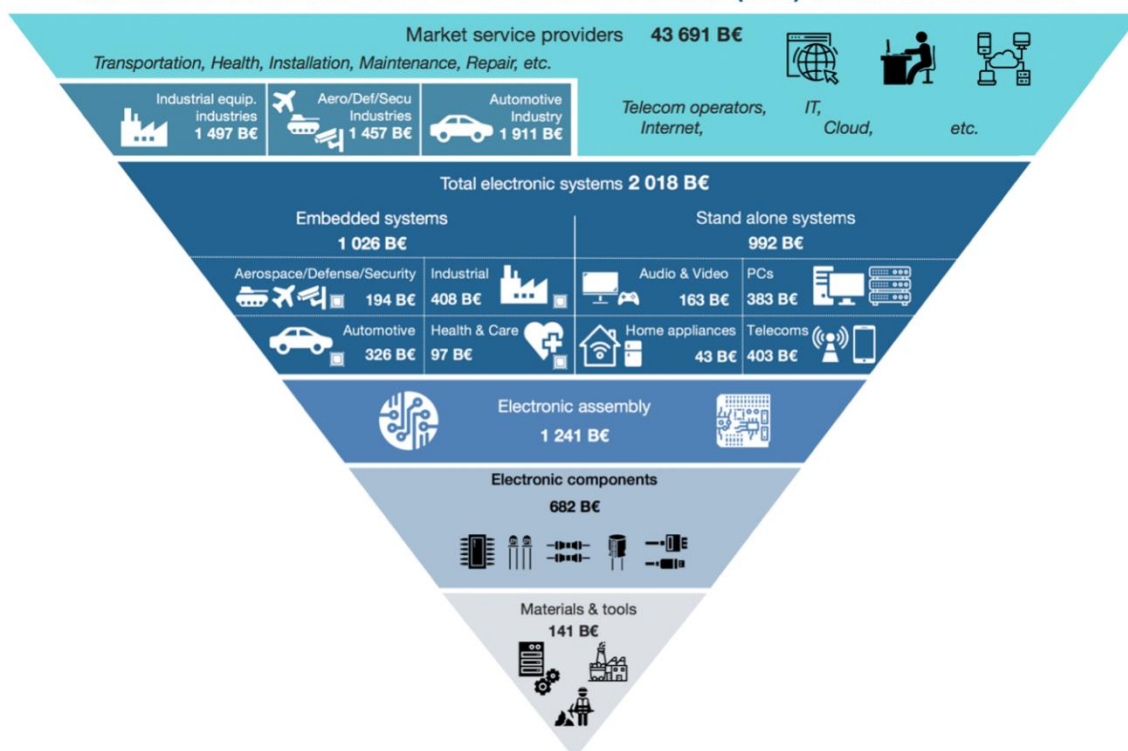 Market service providers 43 691 B€
Transportation, Health, Installation, Maintenance, Repair, etc.
Industrial equip.
industries
1 497 B€
Aero/Def/Secu
Industries
1 457 B€
Automotive
Industry
1 911 B€
Telecom operators, IT,
Internet, Cloud, etc.
Total electronic systems 2 018 B€
Embedded systems
1 026 B€
Stand alone systems
992 B€
Aerospace/Defense/Security
194 B€
Industrial
408 B€
Audio & Video
163 B€
PCs
383 B€
Automotive
326 B€
Health & Care
97 B€
Home appliances
43 B€
Telecoms
403 B€
Electronic assembly
1 241 B€
Electronic components
682 B€
Materials & tools
141 B€